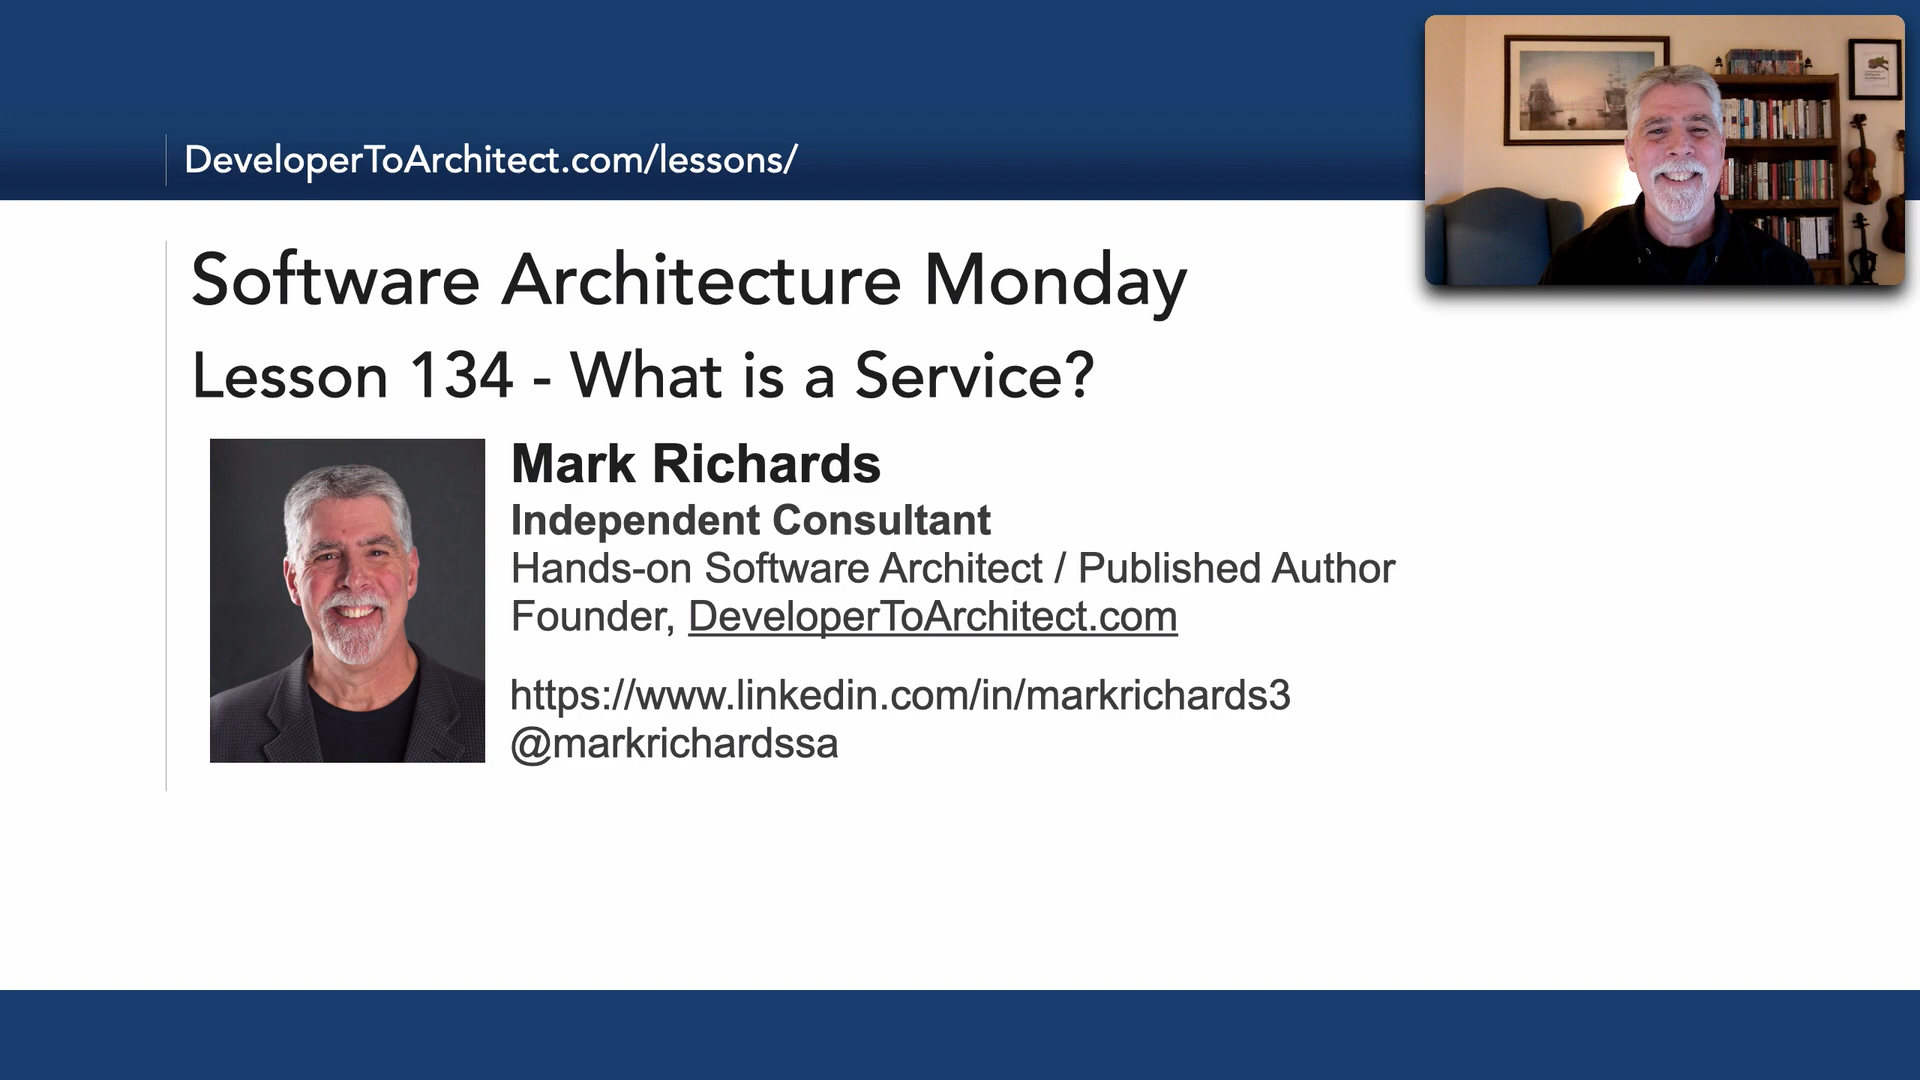 DeveloperToArchitect.com/lessons/
Software Architecture Monday
Lesson 134 - What is a Service?
Mark Richards
Independent Consultant
Hands-on Software Architect / Published Author
Founder, DeveloperToArchitect.com
https://www.linkedin.com/in/markrichards3
@markrichardssa